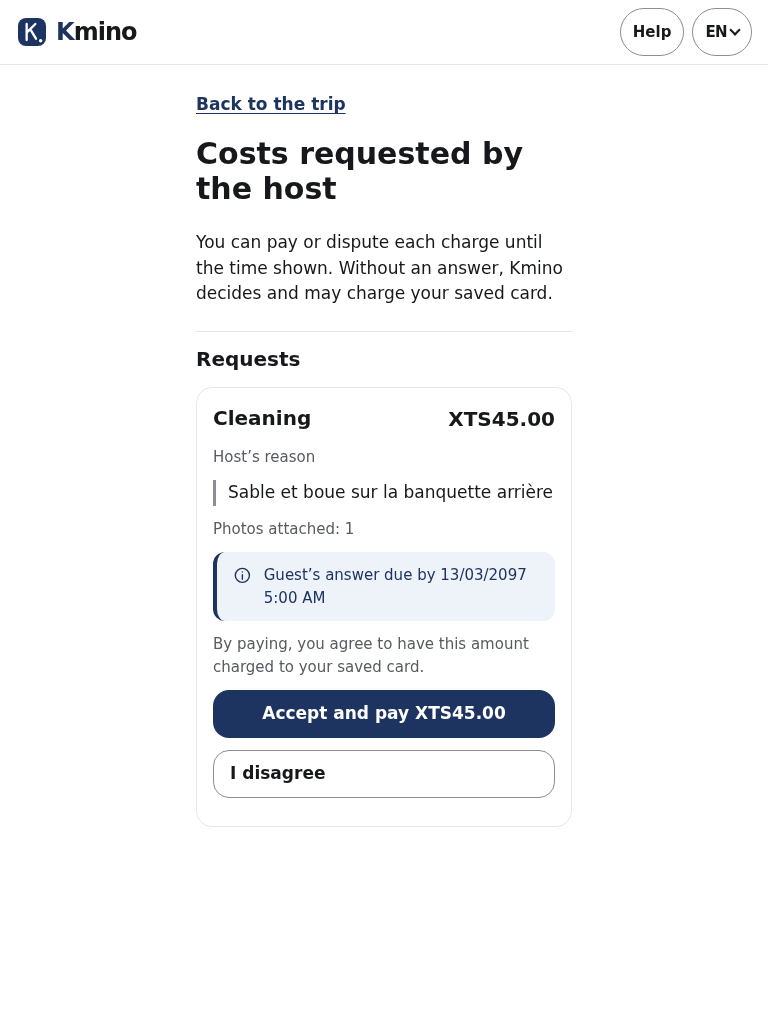 Kmino
Help
EN
Back to the trip
Costs requested by
the host
You can pay or dispute each charge until
the time shown. Without an answer, Kmino
decides and may charge your saved card.
Requests
Cleaning
XTS45.00
Host’s reason
Sable et boue sur la banquette arrière
Photos attached: 1
Guest’s answer due by 13/03/2097
5:00 AM
By paying, you agree to have this amount
charged to your saved card.
Accept and pay XTS45.00
I disagree